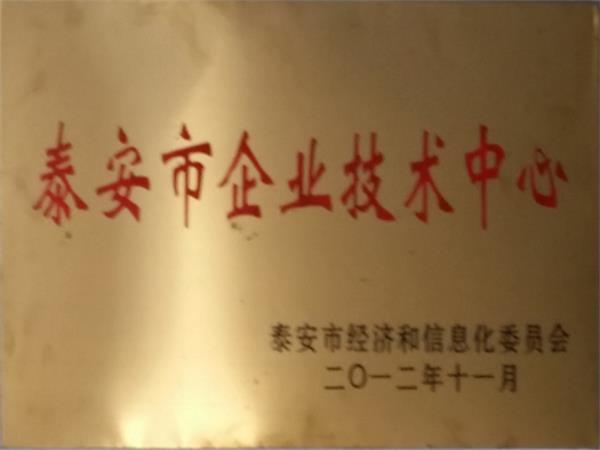 泰安市企业技术中心
泰安市经济和信息化委员会
二〇一二年十一月